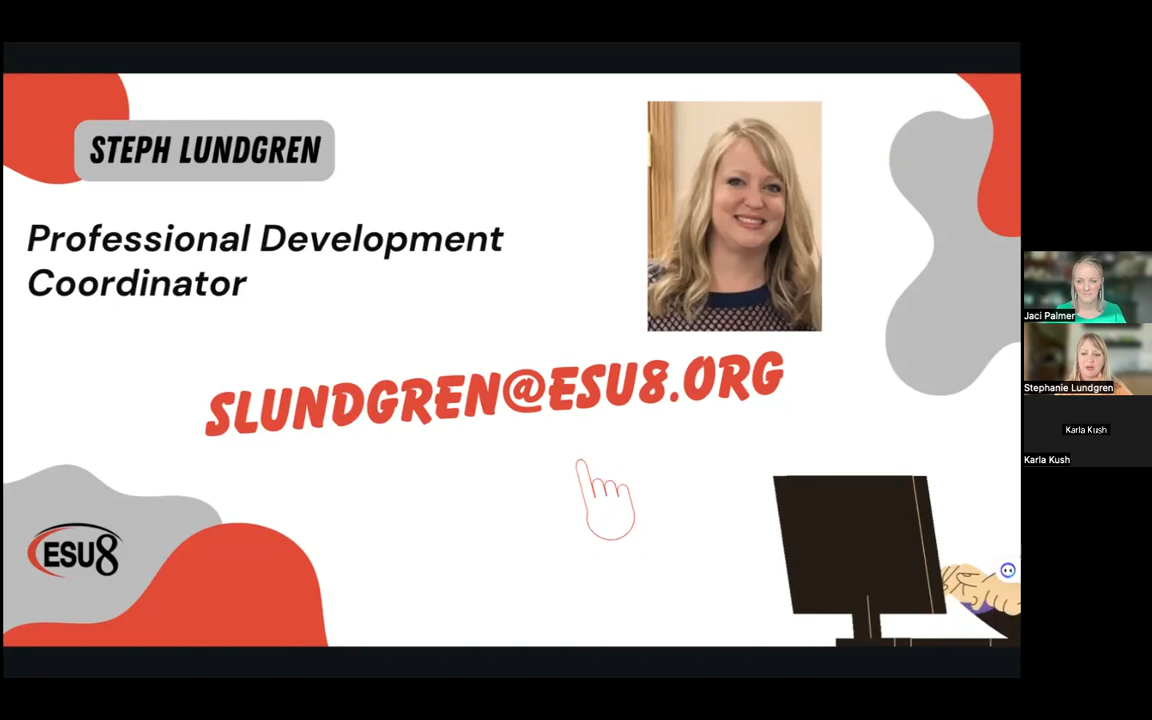 STEPH LUNDGREN
Professional Development
Coordinator
SLUNDGREN@ESU8.ORG
ESU8
Jaci Palmer
Stephanie Lundgren
Karla Kush
Karla Kush